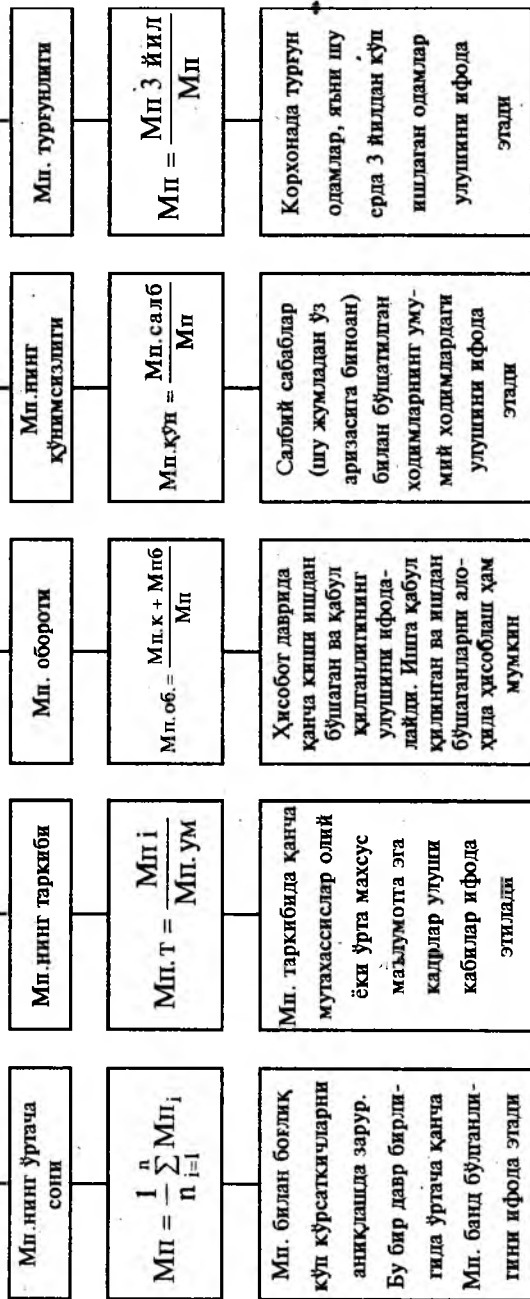 Мп.нинг ўртача
сони
Мп = 1/n ∑ⁿᵢ₌₁ Мпᵢ
Мп. билан боғлиқ
кўп кўрсаткичларни
аниқлашда зарур.
Бу бир давр бирли-
гида ўртача қанча
Мп. банд бўлганли-
гини ифода этади
Мп.нинг таркиби
Мп.т = Мп i / Мп.ум
Мп. таркибида қанча
мутахассислар олий
ёки ўрта махсус
маълумотга эга
кадрлар улуши
кабилар ифода
этилади
Мп. обороти
Мп.об. = Мп.к + Мпб / Мп
Ҳисобот даврида
қанча киши ишдан
бўшаган ва қабул
қилганлигининг
улушини ифода-
лайди. Ишга қабул
қилинган ва ишдан
бўшаганларни ало-
ҳида ҳисоблаш ҳам
мумкин
Мп.нинг
қўнимсизлиги
Мп.қўп = Мп.салб / Мп
Салбий сабаблар
(шу жумладан ўз
аризасига биноан)
билан бўшатилган
ходимларнинг уму-
мий ходимлардаги
улушини ифода
этади
Мп. турғунлиги
Мп = Мп 3 йил / Мп
Корхонада турғун
одамлар, яъни шу
ерда 3 йилдан кўп
ишлаган одамлар
улушини ифода
этади